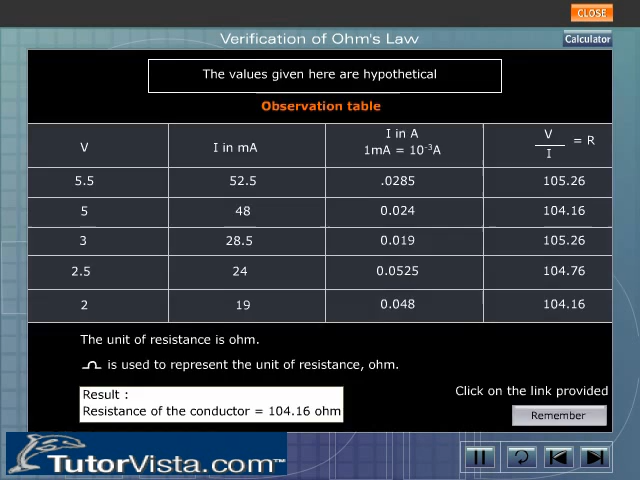 CLOSE
Verification of Ohm's Law
Calculator
The values given here are hypothetical
Observation table
V I in mA I in A 1mA = 10⁻³A V/I = R
5.5 52.5 .0285 105.26
5 48 0.024 104.16
3 28.5 0.019 105.26
2.5 24 0.0525 104.76
2 19 0.048 104.16
The unit of resistance is ohm.
is used to represent the unit of resistance, ohm.
Click on the link provided
Result :
Resistance of the conductor = 104.16 ohm
Remember
TutorVista.com™